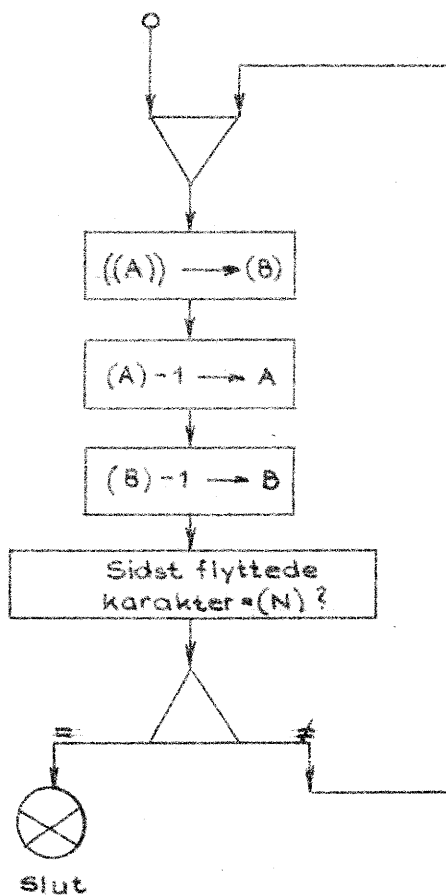 ((A)) → (B)
(A) - 1 → A
(B) - 1 → B
Sidst flyttede
karakter = (N) ?
= ≠
Slut